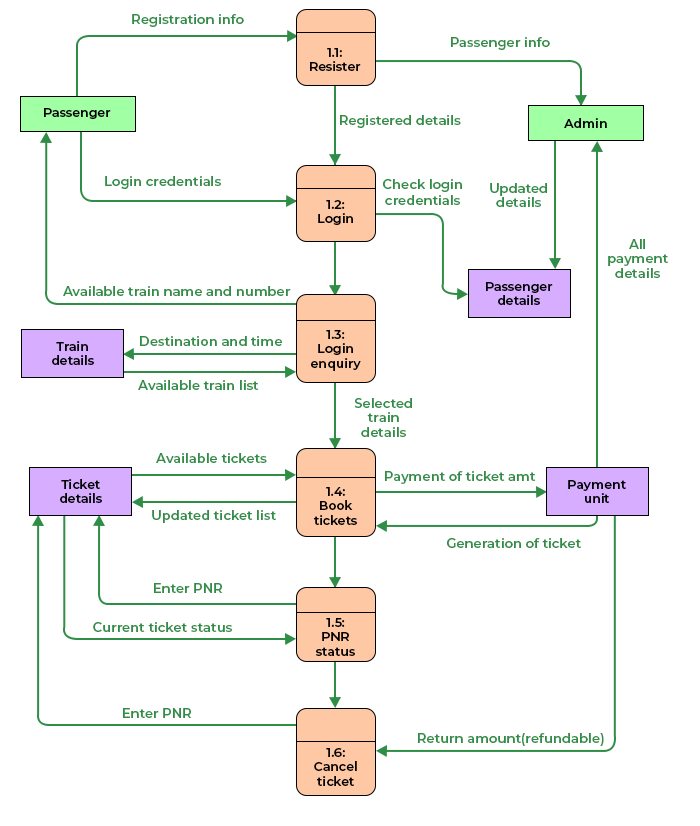 Registration info
1.1:
Resister
Passenger info
Passenger
Admin
Registered details
Login credentials
1.2:
Login
Check login
credentials
Updated
details
All
payment
details
Passenger
details
Available train name and number
Train
details
Destination and time
Available train list
1.3:
Login
enquiry
Selected
train
details
Available tickets
Ticket
details
Updated ticket list
1.4:
Book
tickets
Payment of ticket amt
Payment
unit
Generation of ticket
Enter PNR
Current ticket status
1.5:
PNR
status
Enter PNR
1.6:
Cancel
ticket
Return amount(refundable)